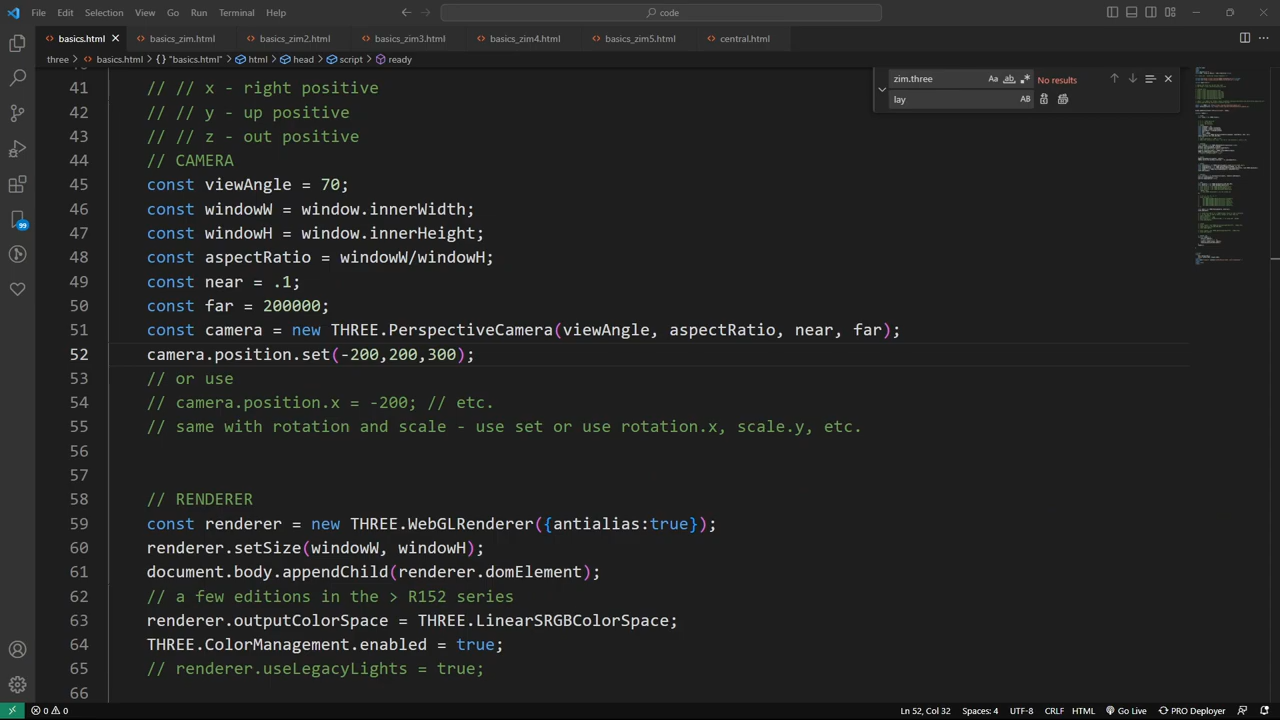 File Edit Selection View Go Run Terminal Help
code
basics.html basics_zim.html basics_zim2.html basics_zim3.html basics_zim4.html basics_zim5.html central.html
three > basics.html > {} "basics.html" > html > head > script > ready
zim.three Aa ab .* No results
lay AB
41 // // x - right positive
42 // // y - up positive
43 // // z - out positive
44 // CAMERA
45 const viewAngle = 70;
46 const windowW = window.innerWidth;
47 const windowH = window.innerHeight;
48 const aspectRatio = windowW/windowH;
49 const near = .1;
50 const far = 200000;
51 const camera = new THREE.PerspectiveCamera(viewAngle, aspectRatio, near, far);
52 camera.position.set(-200,200,300);
53 // or use
54 // camera.position.x = -200; // etc.
55 // same with rotation and scale - use set or use rotation.x, scale.y, etc.
56
57
58 // RENDERER
59 const renderer = new THREE.WebGLRenderer({antialias:true});
60 renderer.setSize(windowW, windowH);
61 document.body.appendChild(renderer.domElement);
62 // a few editions in the > R152 series
63 renderer.outputColorSpace = THREE.LinearSRGBColorSpace;
64 THREE.ColorManagement.enabled = true;
65 // renderer.useLegacyLights = true;
66
99
0 0 Ln 52, Col 32 Spaces: 4 UTF-8 CRLF HTML Go Live PRO Deployer